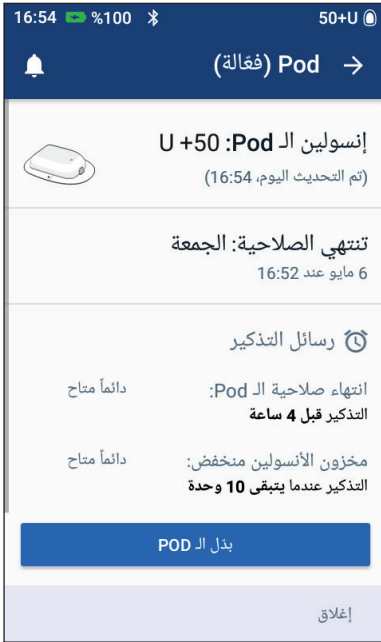 16:54 %100 50+U
Pod (فعّالة)
إنسولين الـ Pod: 50+ U
(تم التحديث اليوم، 16:54)
تنتهي الصلاحية: الجمعة
6 مايو عند 16:52
رسائل التذكير
انتهاء صلاحية الـ Pod: دائماً متاح
التذكير قبل 4 ساعة
مخزون الأنسولين منخفض: دائماً متاح
التذكير عندما يتبقى 10 وحدة
بذل الـ POD
إغلاق